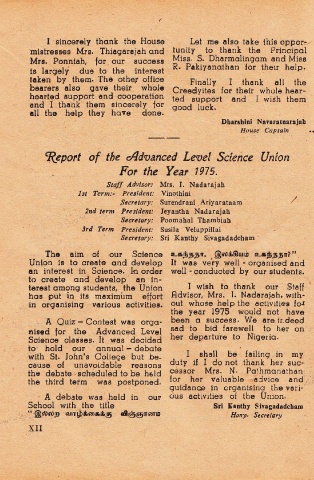 I sincerely thank the House
mistresses Mrs. Thiagarajah and
Mrs. Ponniah, for our success
is largely due to the interest
taken by them. The other office
bearers also gave their whole
hearted support and cooperation
and I thank them sincerely for
all the help they have done.
Let me also take this oppor-
tunity to thank the Principal
Miss. S. Dharmalingam and Miss
R. Pakiyanathan for their help.
Finally I thank all the
Creedyites for their whole hear-
ted support and I wish them
good luck.
Dharshini Navaratnarajah
House Captain
Report of the Advanced Level Science Union
For the Year 1975.
Staff Advisor: Mrs. I. Nadarajah
1st Term: President: Vinothini
Secretary: Surendrani Ariyaratnam
2nd term President: Jeyantha Nadarajah
Secretary: Poomahal Thambiah
3rd Term President: Susila Veluppillai
Secretary: Sri Kanthy Sivagadadcham
The aim of our Science
Union is to create and develop
an interest in Science. In order
to create and develop an in-
terest among students, the Union
has put in its maximum effort
in organising various activities.
A Quiz - Contest was orga-
nised for the Advanced Level
Science classes. It was decided
to hold our annual - debate
with St. John's College but be-
cause of unavoidable reasons
the debate scheduled to be held
the third term was postponed.
A debate was held in our
School with the title
"இல்லற வாழ்க்கைக்கு விஞ்ஞானம்
உகந்ததா, இலக்கியம் உகந்ததா?"
It was very well - organised and
well - conducted by our students.
I wish to thank our Staff
Advisor, Mrs. I. Nadarajah, with-
out whose help the activities for
the year 1975 would not have
been a success. We are indeed
sad to bid farewell to her on
her departure to Nigeria.
I shall be failing in my
duty if I do not thank her suc-
cessor Mrs. N. Pathmanathan
for her valuable advice and
guidance in organising the vari-
ous activities of the Union.
Sri Kanthy Sivagadadcham
Hony. Secretary
XII